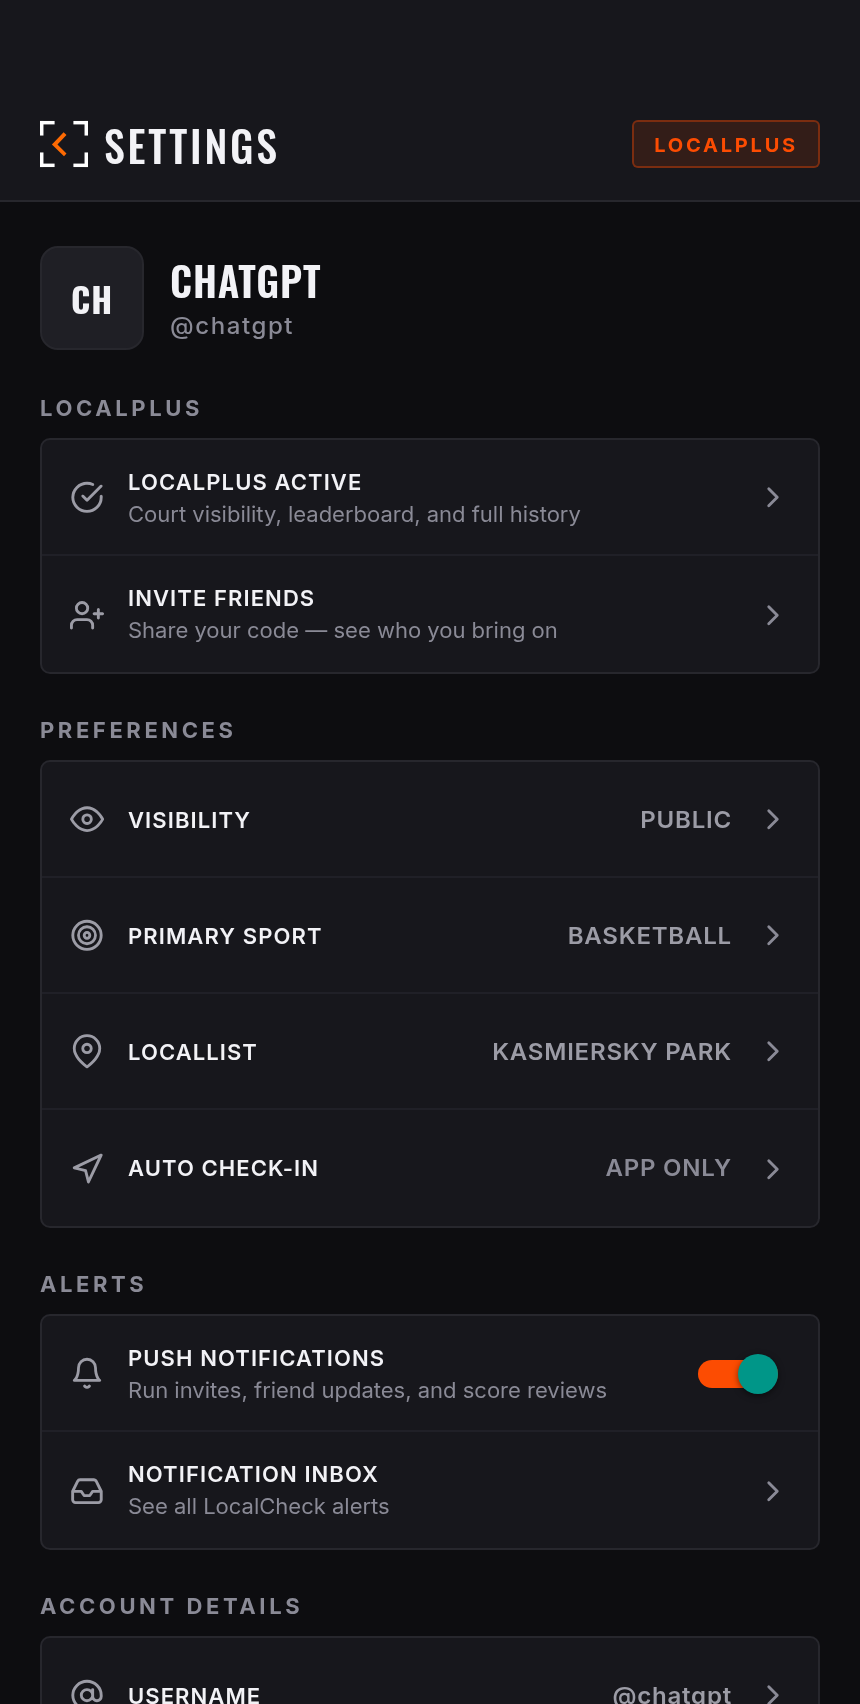 SETTINGS
LOCALPLUS
CH
CHATGPT
@chatgpt
LOCALPLUS
LOCALPLUS ACTIVE
Court visibility, leaderboard, and full history
INVITE FRIENDS
Share your code — see who you bring on
PREFERENCES
VISIBILITY PUBLIC
PRIMARY SPORT BASKETBALL
LOCALLIST KASMIERSKY PARK
AUTO CHECK-IN APP ONLY
ALERTS
PUSH NOTIFICATIONS
Run invites, friend updates, and score reviews
NOTIFICATION INBOX
See all LocalCheck alerts
ACCOUNT DETAILS
USERNAME @chatgpt